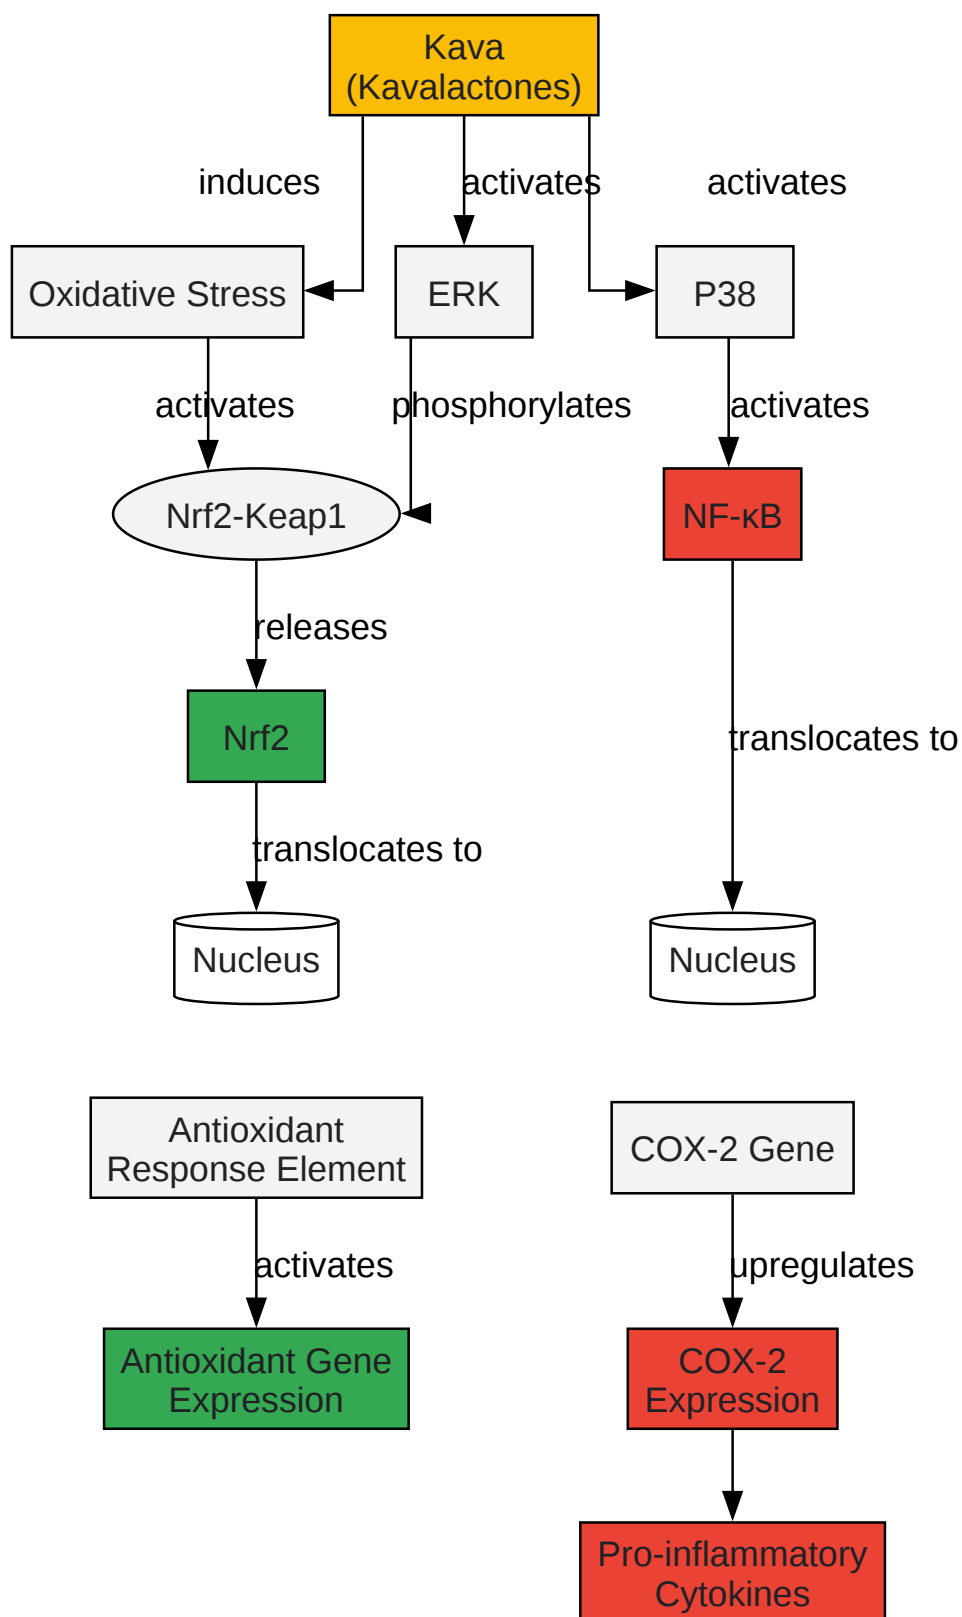 Kava
(Kavalactones)
induces
activates
activates
Oxidative Stress
ERK
P38
activates
phosphorylates
activates
Nrf2-Keap1
NF-κB
releases
Nrf2
translocates to
translocates to
Nucleus
Nucleus
Antioxidant
Response Element
COX-2 Gene
activates
upregulates
Antioxidant Gene
Expression
COX-2
Expression
Pro-inflammatory
Cytokines